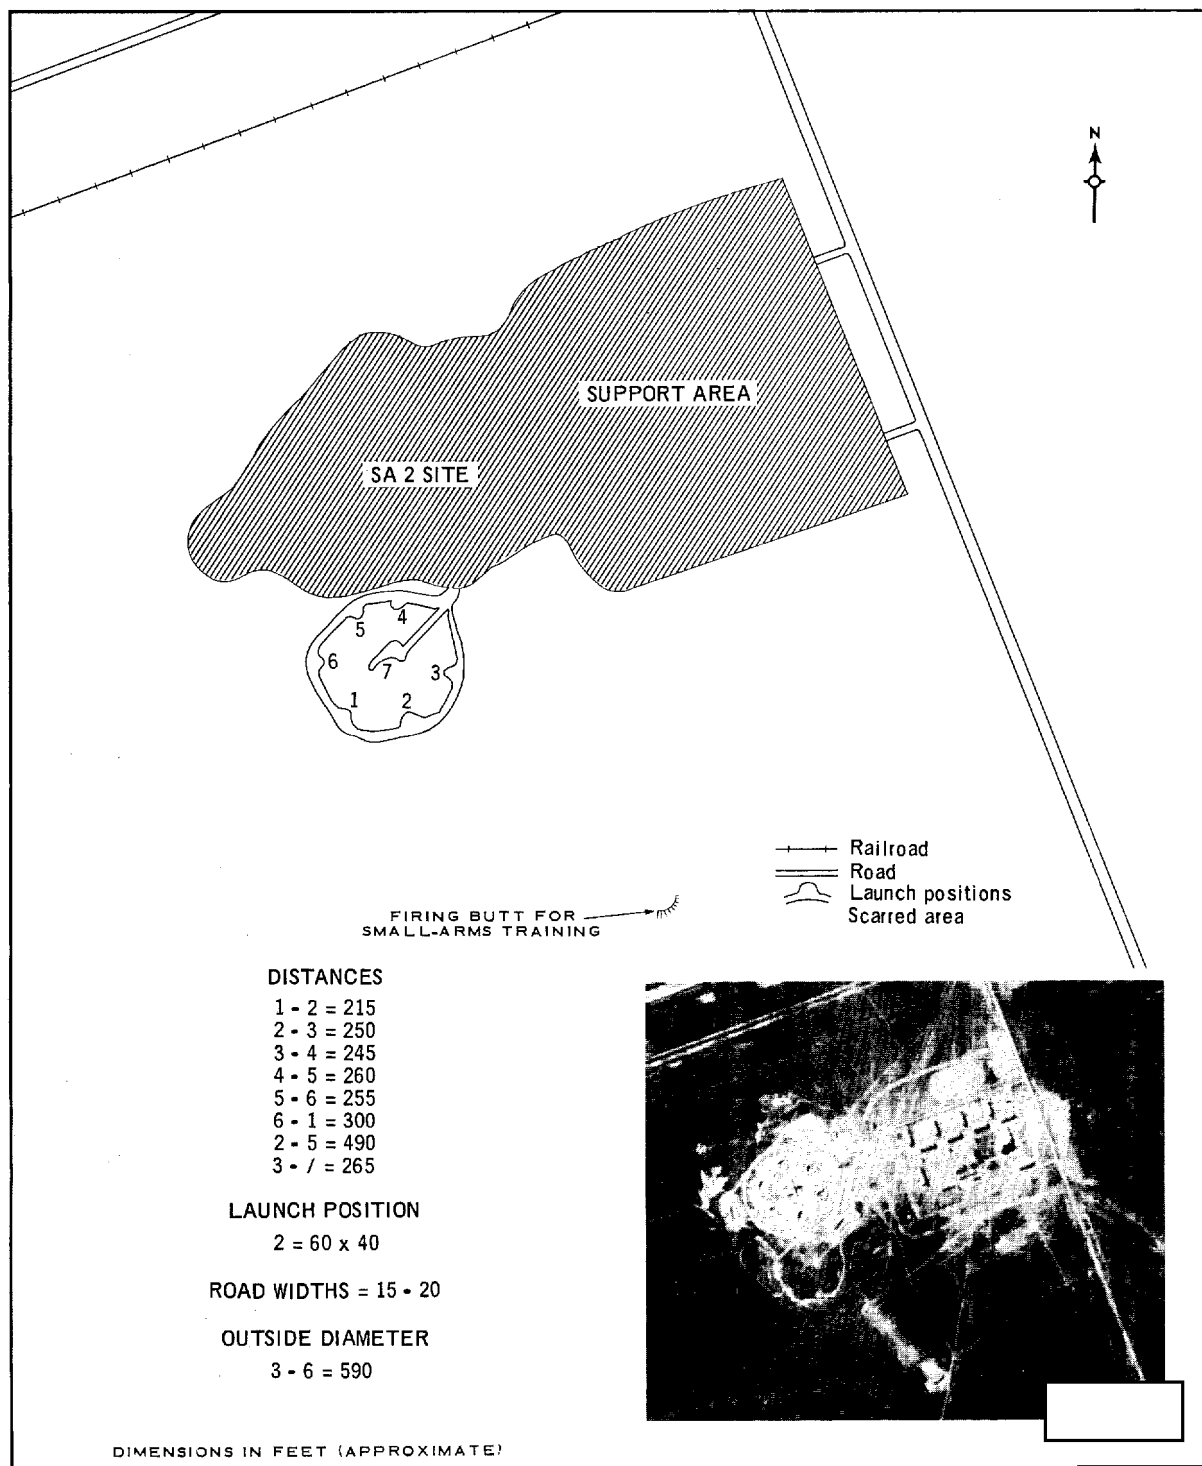 N
SUPPORT AREA
SA 2 SITE
5
4
6
7
3
1
2
Railroad
Road
Launch positions
Scarred area
FIRING BUTT FOR
SMALL-ARMS TRAINING
DISTANCES
1 - 2 = 215
2 - 3 = 250
3 - 4 = 245
4 - 5 = 260
5 - 6 = 255
6 - 1 = 300
2 - 5 = 490
3 - / = 265
LAUNCH POSITION
2 = 60 x 40
ROAD WIDTHS = 15 - 20
OUTSIDE DIAMETER
3 - 6 = 590
DIMENSIONS IN FEET (APPROXIMATE)